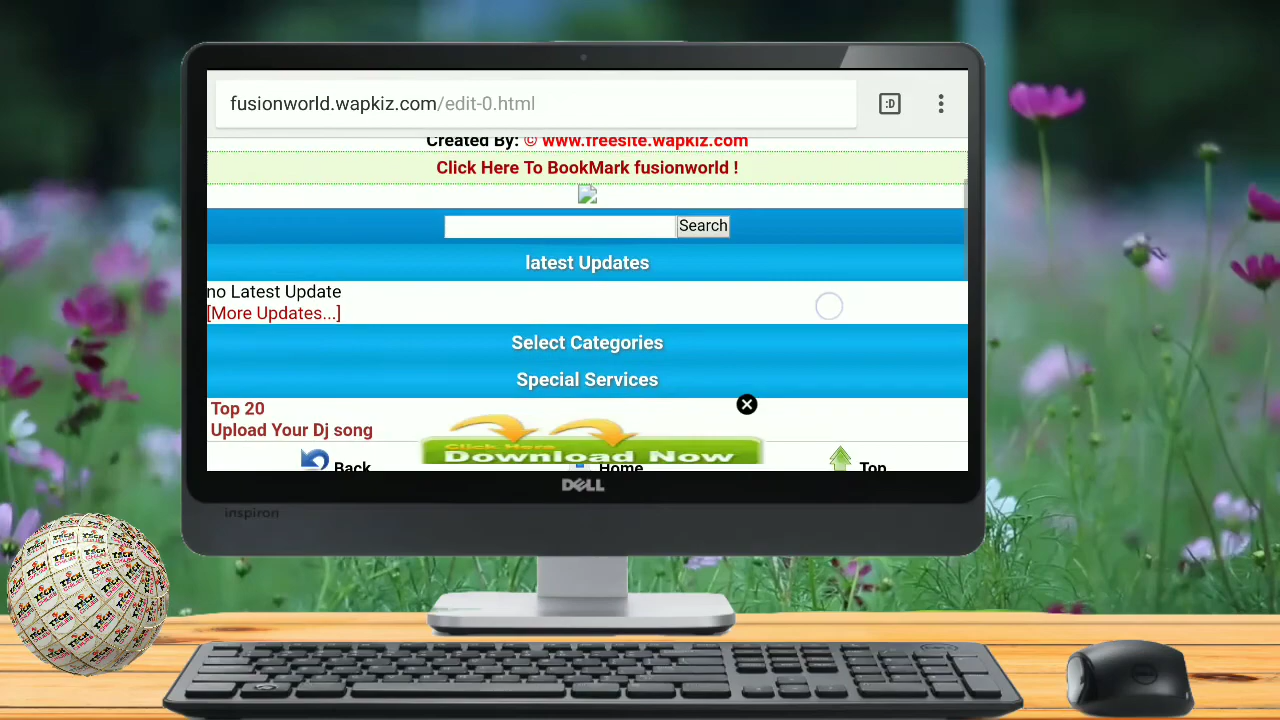 fusionworld.wapkiz.com/edit-0.html
:D
Created By: © www.freesite.wapkiz.com
Click Here To BookMark fusionworld !
Search
latest Updates
no Latest Update
[More Updates...]
Select Categories
Special Services
Top 20
Upload Your Dj song
Click Here
Download Now
Back
Home
Top
DELL
inspiron